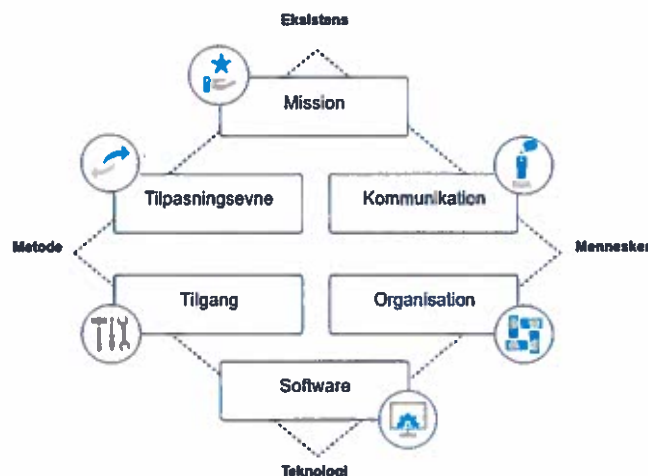 Eksistens
Mission
Tilpasningsevne
Kommunikation
Metode
Mennesker
Tilgang
Organisation
Software
Teknologi